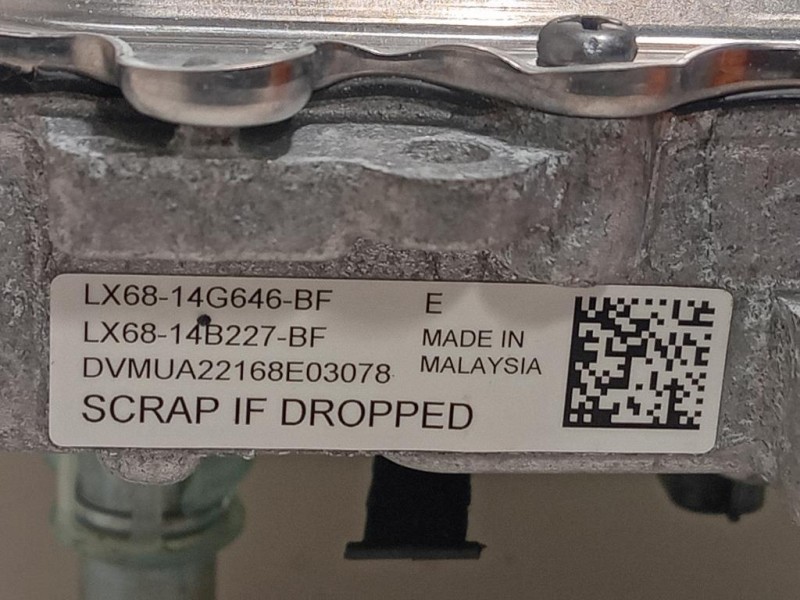 LX68-14G646-BF
LX68-14B227-BF
DVMUA22168E03078
SCRAP IF DROPPED
E
MADE IN
MALAYSIA